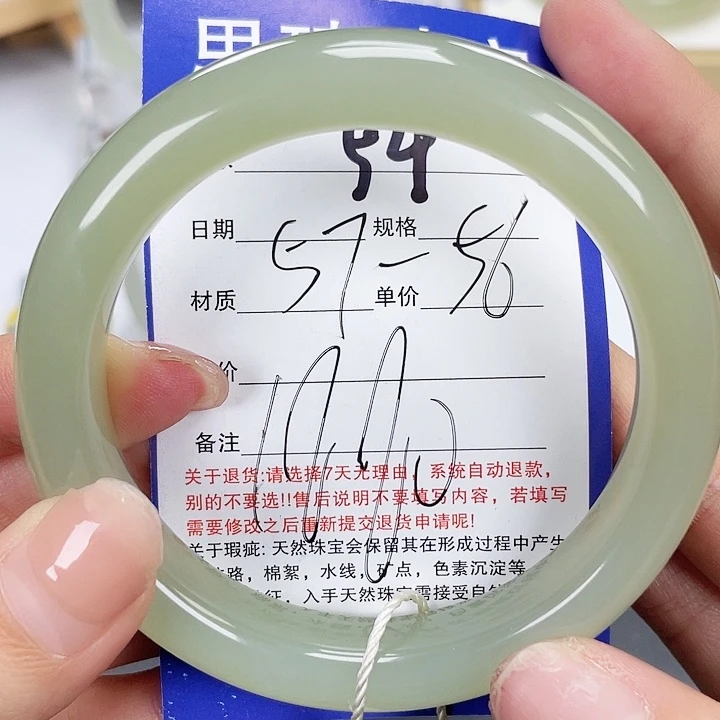 54
日期 规格
57-56
材质 单价
价
备注
关于退货:请选择7天无理由，系统自动退款，
别的不要选!!售后说明不要填写内容，若填写
需要修改之后重新提交退货申请呢!
关于瑕疵: 天然珠宝会保留其在形成过程中产生
路，棉絮，水线，矿点，色素沉淀等
征，入手天然珠宝需接受自